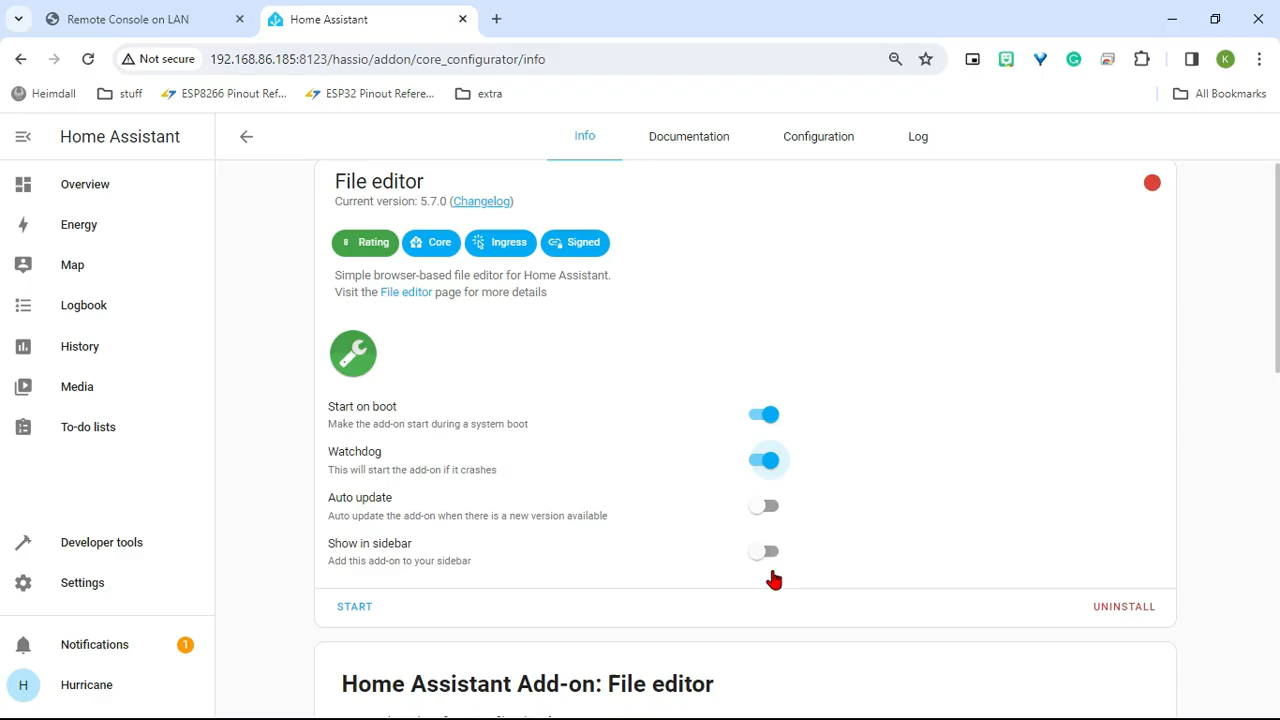 Remote Console on LAN
Home Assistant
Not secure
192.168.86.185:8123/hassio/addon/core_configurator/info
K
Heimdall
stuff
ESP8266 Pinout Ref...
ESP32 Pinout Refere...
extra
All Bookmarks
Home Assistant
Info
Documentation
Configuration
Log
Overview
Energy
Map
Logbook
History
Media
To-do lists
Developer tools
Settings
Notifications
1
H
Hurricane
File editor
Current version: 5.7.0 (Changelog)
8 Rating
Core
Ingress
Signed
Simple browser-based file editor for Home Assistant.
Visit the File editor page for more details
Start on boot
Make the add-on start during a system boot
Watchdog
This will start the add-on if it crashes
Auto update
Auto update the add-on when there is a new version available
Show in sidebar
Add this add-on to your sidebar
START
UNINSTALL
Home Assistant Add-on: File editor